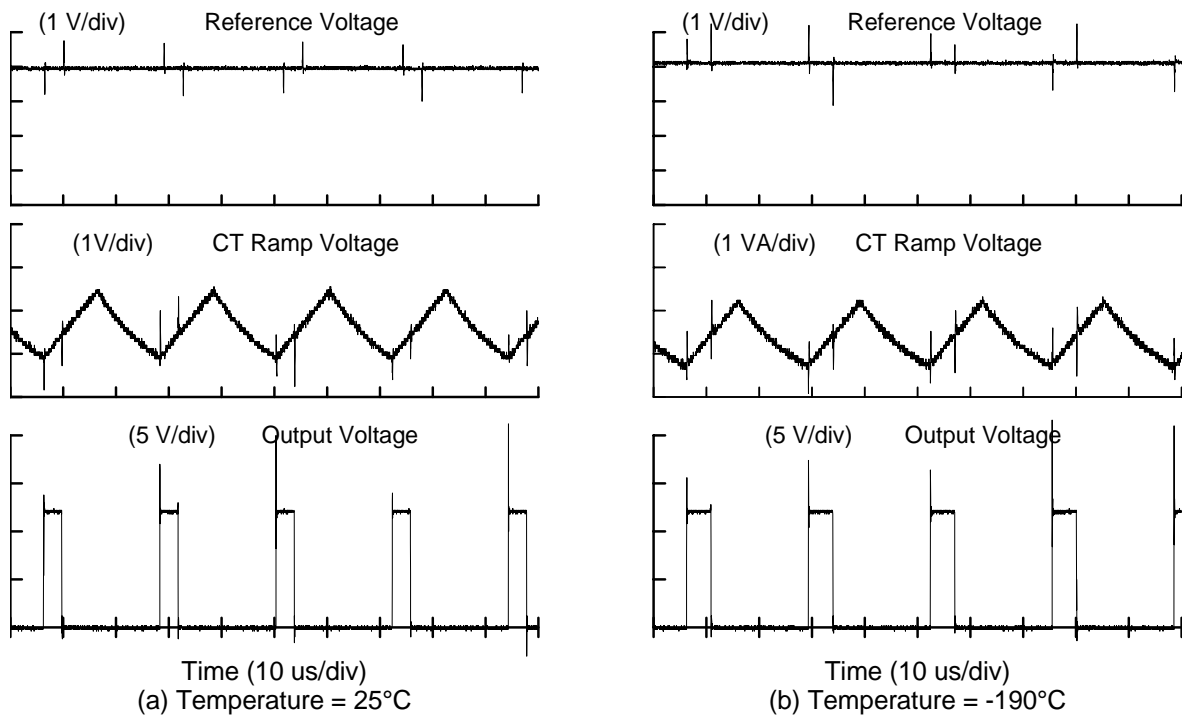 (1 V/div) Reference Voltage
(1V/div) CT Ramp Voltage
(5 V/div) Output Voltage
Time (10 us/div)
(a) Temperature = 25°C
(1 V/div) Reference Voltage
(1 VA/div) CT Ramp Voltage
(5 V/div) Output Voltage
Time (10 us/div)
(b) Temperature = -190°C